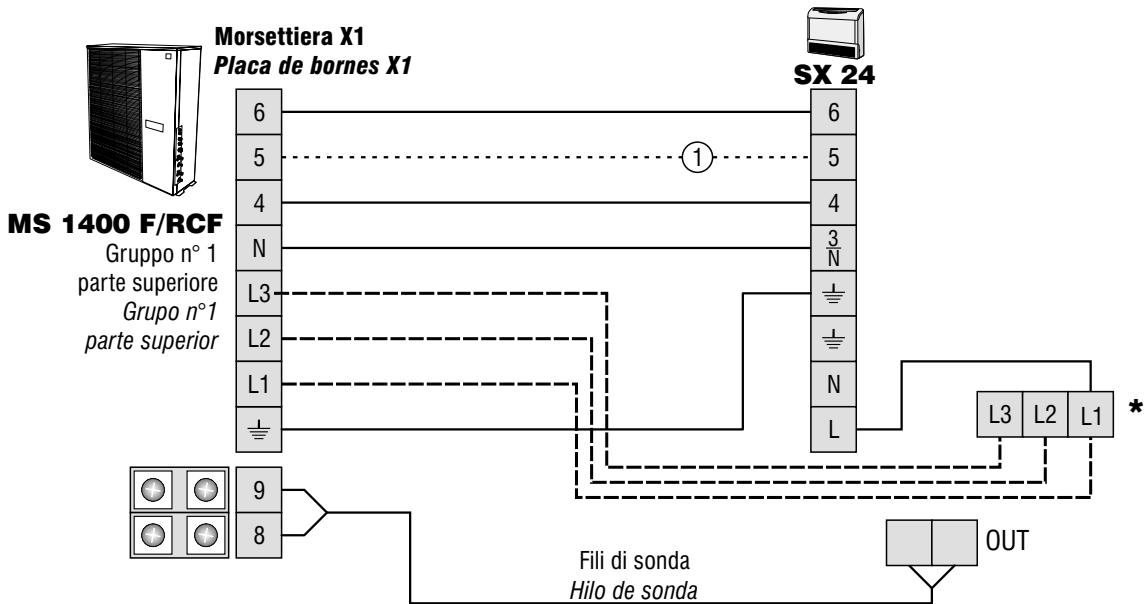 Morsettiera X1
Placa de bornes X1
SX 24
6
6
5
1
5
4
4
MS 1400 F/RCF
N
3
N
Gruppo n° 1
parte superiore
L3
Grupo n°1
parte superior
L2
L1
N
L
L3 L2 L1 *
9
8
OUT
Fili di sonda
Hilo de sonda